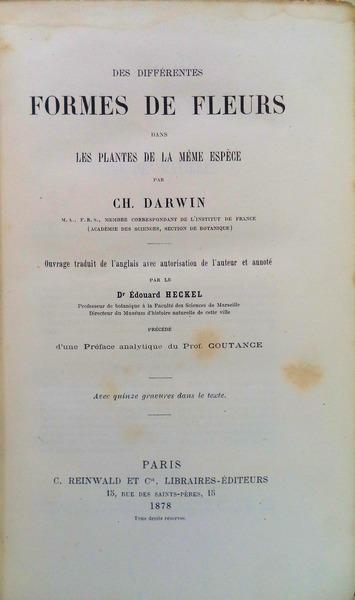 DES DIFFÉRENTES
FORMES DE FLEURS
DANS
LES PLANTES DE LA MÊME ESPÈCE
PAR
CH. DARWIN
M. A., F. R. S., MEMBRE CORRESPONDANT DE L'INSTITUT DE FRANCE
(ACADÉMIE DES SCIENCES, SECTION DE BOTANIQUE)
Ouvrage traduit de l'anglais avec autorisation de l'auteur et annoté
PAR LE
Dr Édouard HECKEL
Professeur de botanique à la Faculté des Sciences de Marseille
Directeur du Muséum d'histoire naturelle de cette ville
PRÉCÉDÉ
d'une Préface analytique du Prof. COUTANCE
Avec quinze gravures dans le texte.
PARIS
C. REINWALD ET Cie, LIBRAIRES-ÉDITEURS
15, RUE DES SAINTS-PÈRES, 15
1878
Tous droits réservés.